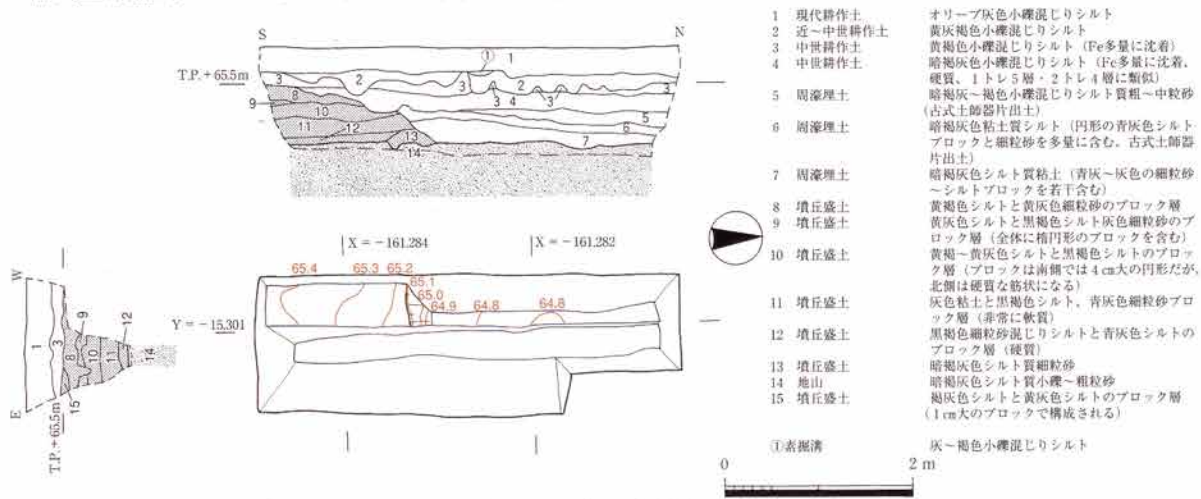 S
N
T.P.+65.5m
①
1
3
2
2
3
3
4
3
8
9
10
5
11
12
6
13
7
14
X=-161.284
X=-161.282
65.4
65.3
65.2
65.1
65.0
64.9
64.8
64.8
Y=-15.301
W
9
12
1
3
8
10
11
14
15
E
T.P.+65.5m
1 現代耕作土 オリーブ灰色小礫混じりシルト
2 近~中世耕作土 黄灰褐色小礫混じりシルト
3 中世耕作土 黄褐色小礫混じりシルト(Fe多量に沈着)
4 中世耕作土 暗褐灰色小礫混じりシルト(Fe多量に沈着、
硬質、1トレ5層・2トレ4層に類似)
5 周濠埋土 暗褐灰~褐色小礫混じりシルト質粗~中粒砂
(古式土師器片出土)
6 周濠埋土 暗褐灰色粘土質シルト(円形の青灰色シルト
ブロックと細粒砂を多量に含む、古式土師器
片出土)
7 周濠埋土 暗褐灰色シルト質粘土(青灰~灰色の細粒砂
~シルトブロックを若干含む)
8 墳丘盛土 黄褐色シルトと黄灰色細粒砂のブロック層
9 墳丘盛土 黄灰色シルトと黒褐色シルト灰色細粒砂のブ
ロック層(全体に楕円形のブロックを含む)
10 墳丘盛土 黄褐~黄灰色シルトと黒褐色シルトのブロッ
ク層(ブロックは南側では4㎝大の円形だが、
北側は硬質な筋状になる)
11 墳丘盛土 灰色粘土と黒褐色シルト、青灰色細粒砂ブロ
ック層(非常に軟質)
12 墳丘盛土 黒褐色細粒砂混じりシルトと青灰色シルトの
ブロック層(硬質)
13 墳丘盛土 暗褐灰色シルト質細粒砂
14 地山 暗褐灰色シルト質小礫~粗粒砂
15 墳丘盛土 褐灰色シルトと黄灰色シルトのブロック層
(1㎝大のブロックで構成される)
①素掘溝 灰~褐色小礫混じりシルト
0 2 m